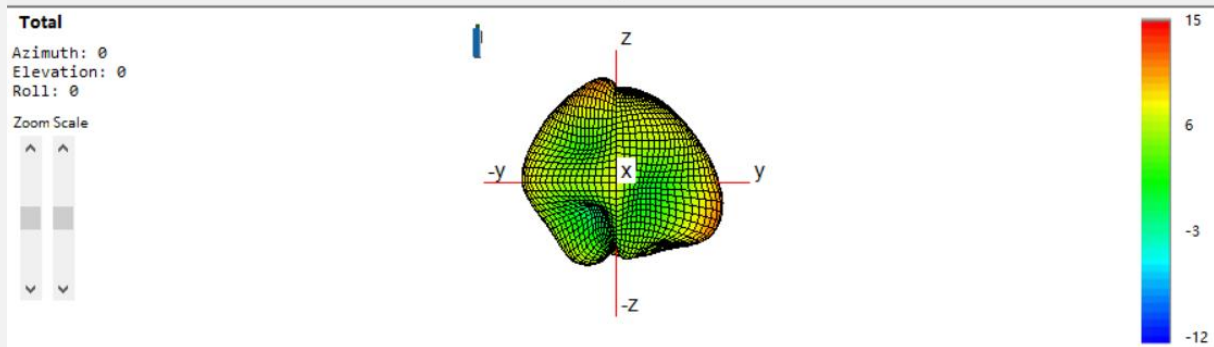 Total
Azimuth: 0
Elevation: 0
Roll: 0
Zoom Scale
z
-y
x
y
-z
15
6
-3
-12